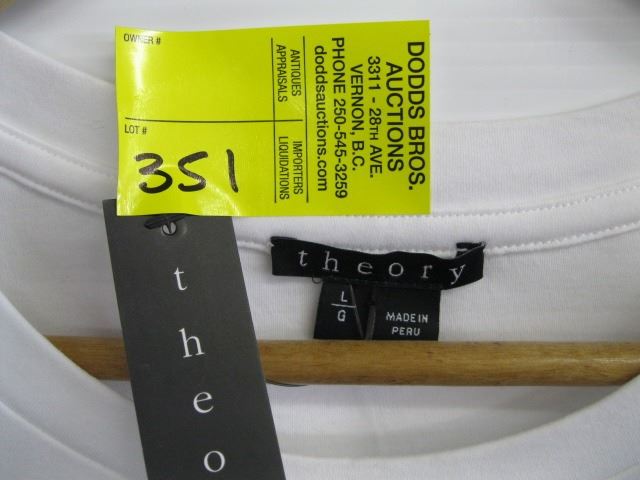 OWNER #
LOT #
351
ANTIQUES
APPRAISALS
IMPORTERS
LIQUIDATIONS
DODDS BROS.
AUCTIONS
3311 - 28TH AVE.
VERNON, B.C.
PHONE 250-545-3259
doddsauctions.com
theory
L
G
MADE IN
PERU
t
h
e
o